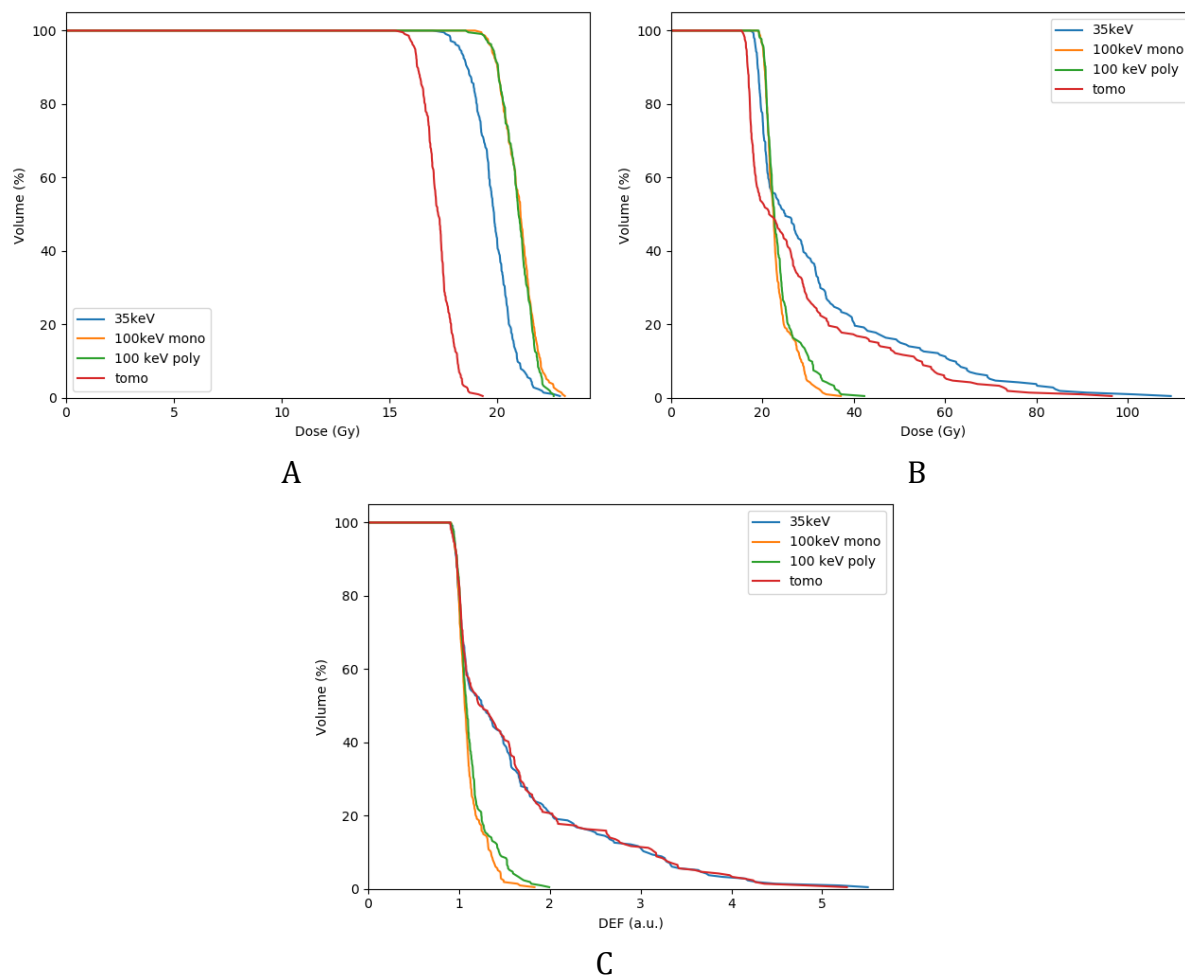 100
80
60
40
20
0
Volume (%)
35keV
100keV mono
100 keV poly
tomo
0 5 10 15 20
Dose (Gy)
A
100
80
60
40
20
0
Volume (%)
35keV
100keV mono
100 keV poly
tomo
0 20 40 60 80 100
Dose (Gy)
B
100
80
60
40
20
0
Volume (%)
35keV
100keV mono
100 keV poly
tomo
0 1 2 3 4 5
DEF (a.u.)
C